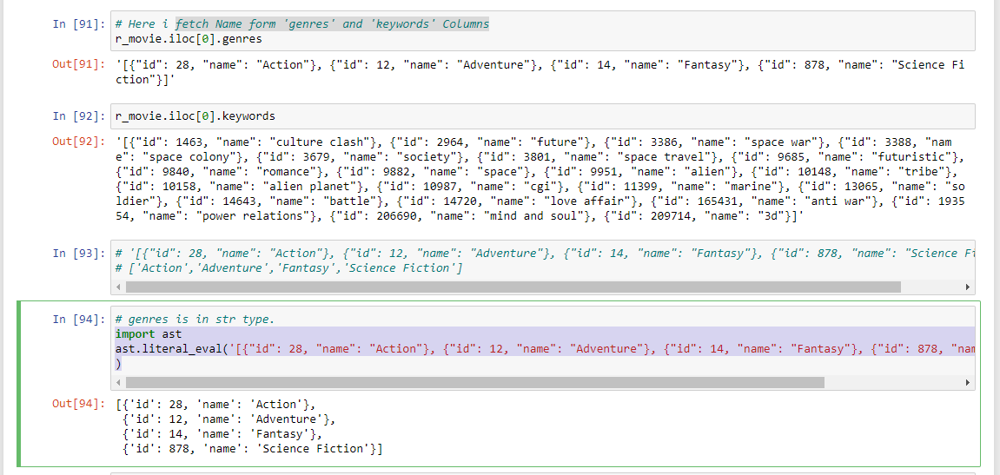 In [91]: # Here i fetch Name form 'genres' and 'keywords' Columns
r_movie.iloc[0].genres
Out[91]: '[{"id": 28, "name": "Action"}, {"id": 12, "name": "Adventure"}, {"id": 14, "name": "Fantasy"}, {"id": 878, "name": "Science Fi
ction"}]'
In [92]: r_movie.iloc[0].keywords
Out[92]: '[{"id": 1463, "name": "culture clash"}, {"id": 2964, "name": "future"}, {"id": 3386, "name": "space war"}, {"id": 3388, "nam
e": "space colony"}, {"id": 3679, "name": "society"}, {"id": 3801, "name": "space travel"}, {"id": 9685, "name": "futuristic"},
{"id": 9840, "name": "romance"}, {"id": 9882, "name": "space"}, {"id": 9951, "name": "alien"}, {"id": 10148, "name": "tribe"},
{"id": 10158, "name": "alien planet"}, {"id": 10987, "name": "cgi"}, {"id": 11399, "name": "marine"}, {"id": 13065, "name": "so
ldier"}, {"id": 14643, "name": "battle"}, {"id": 14720, "name": "love affair"}, {"id": 165431, "name": "anti war"}, {"id": 1935
54, "name": "power relations"}, {"id": 206690, "name": "mind and soul"}, {"id": 209714, "name": "3d"}]'
In [93]: # '[{"id": 28, "name": "Action"}, {"id": 12, "name": "Adventure"}, {"id": 14, "name": "Fantasy"}, {"id": 878, "name": "Science Fi
# ['Action','Adventure','Fantasy','Science Fiction']
In [94]: # genres is in str type.
import ast
ast.literal_eval('[{"id": 28, "name": "Action"}, {"id": 12, "name": "Adventure"}, {"id": 14, "name": "Fantasy"}, {"id": 878, "nam
)
Out[94]: [{'id': 28, 'name': 'Action'},
{'id': 12, 'name': 'Adventure'},
{'id': 14, 'name': 'Fantasy'},
{'id': 878, 'name': 'Science Fiction'}]